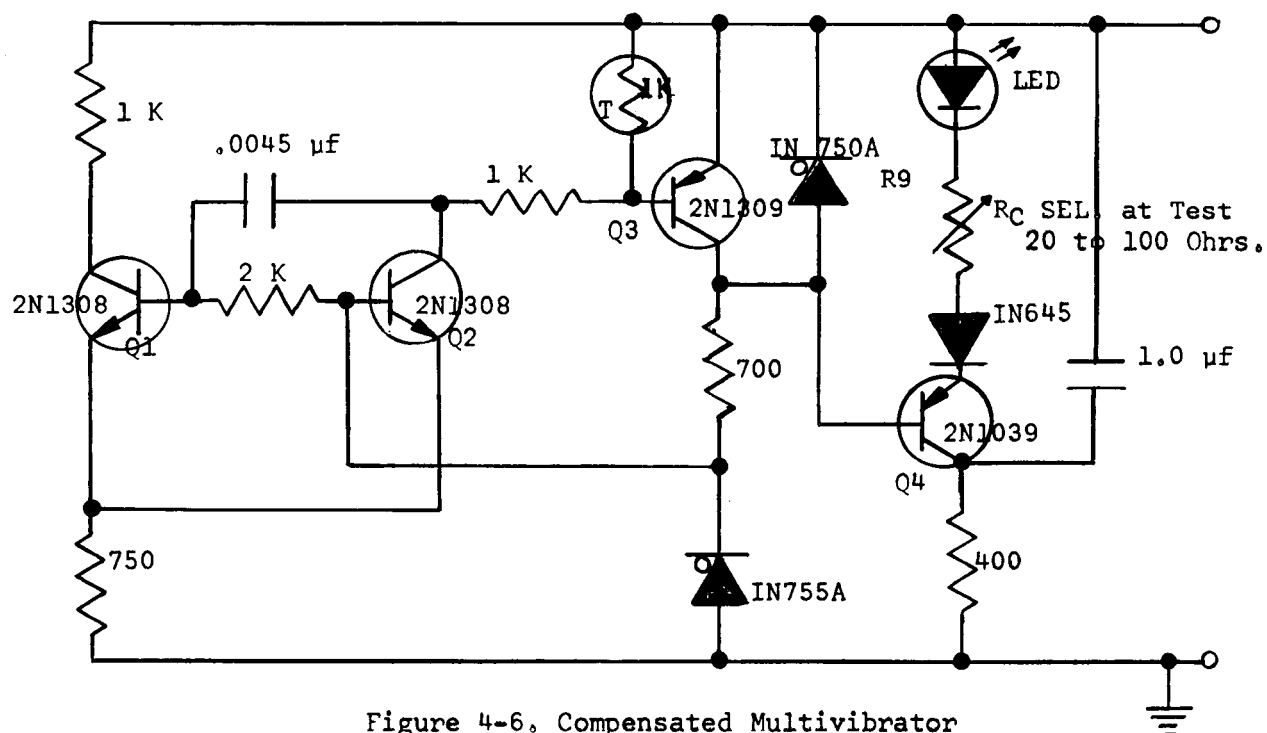 1 K
.0045 µf
2 K
2N1308
Q1
2N1308
Q2
1 K
T
1K
Q3
2N1309
IN 750A
R9
LED
RC SEL. at Test
20 to 100 Ohrs.
IN645
1.0 µf
700
2N1039
Q4
750
IN755A
400
Figure 4-6. Compensated Multivibrator